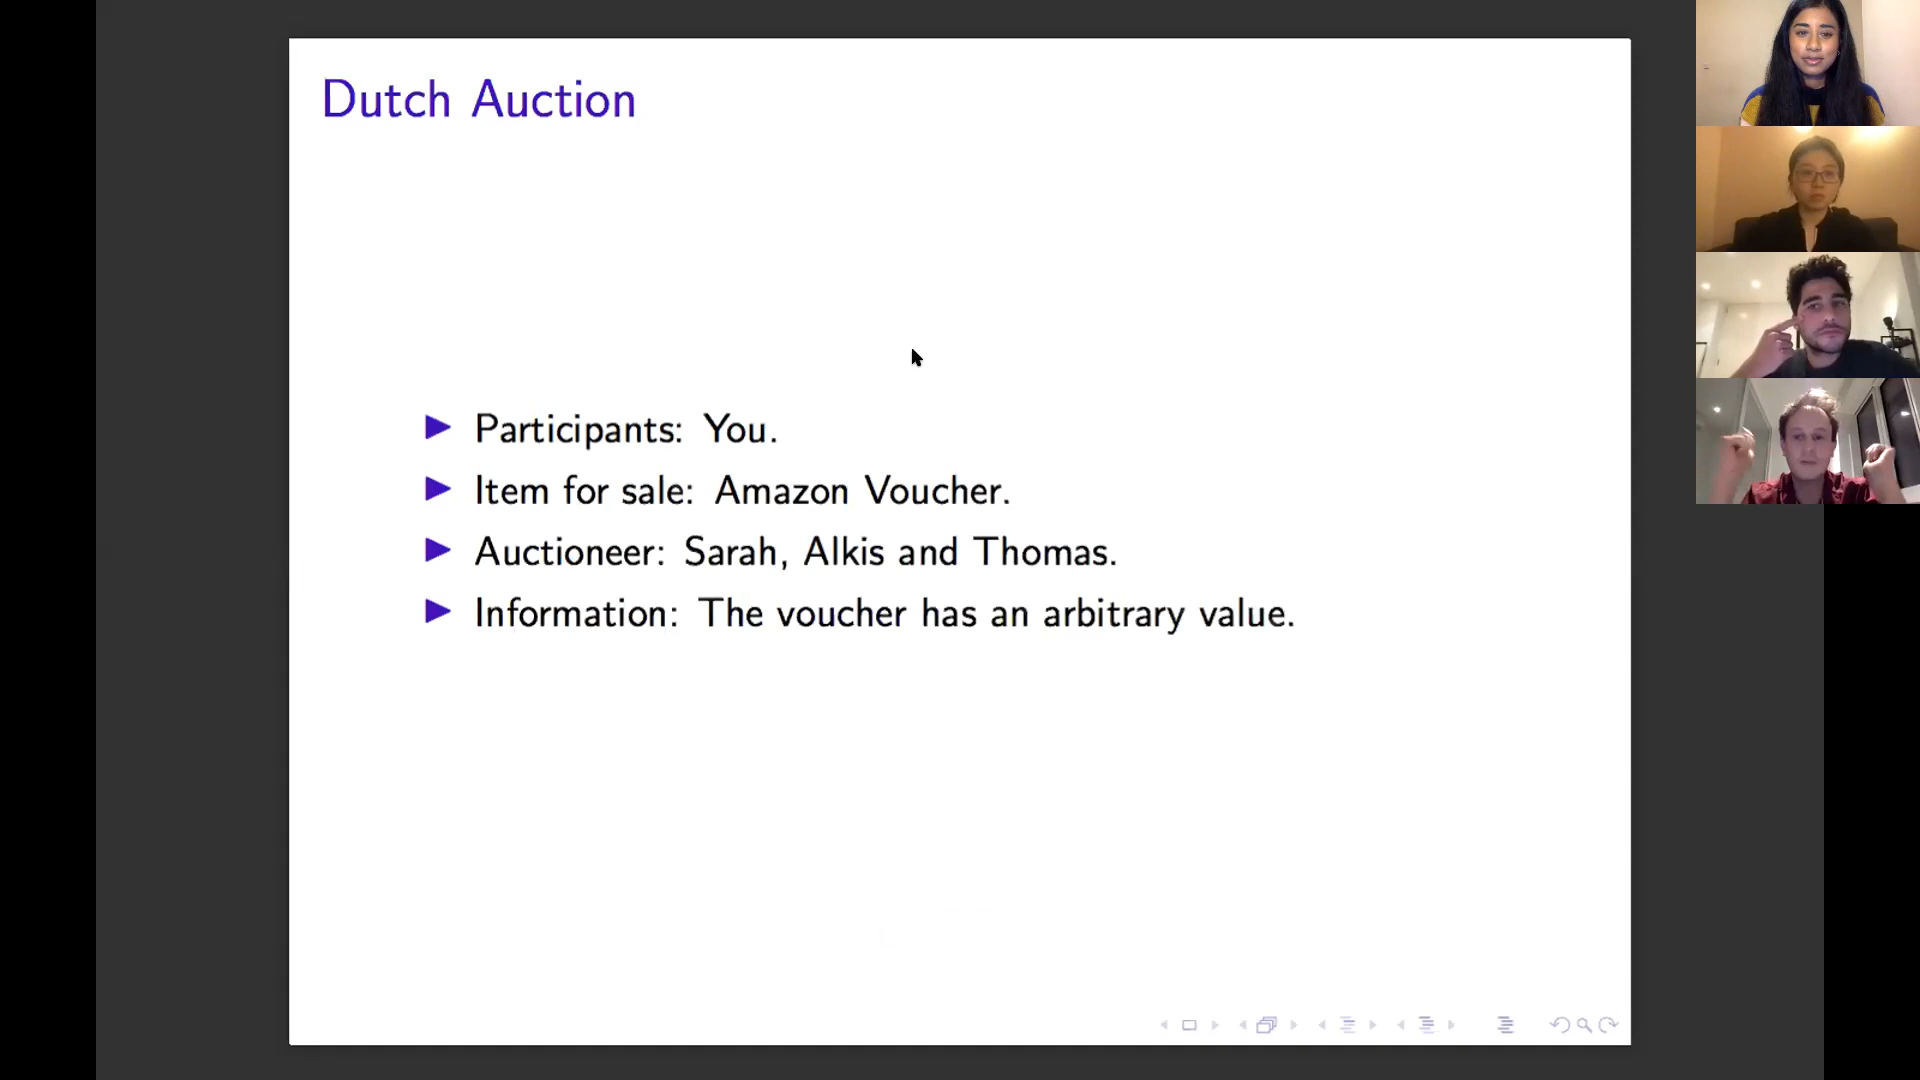 Dutch Auction
Participants: You.
Item for sale: Amazon Voucher.
Auctioneer: Sarah, Alkis and Thomas.
Information: The voucher has an arbitrary value.